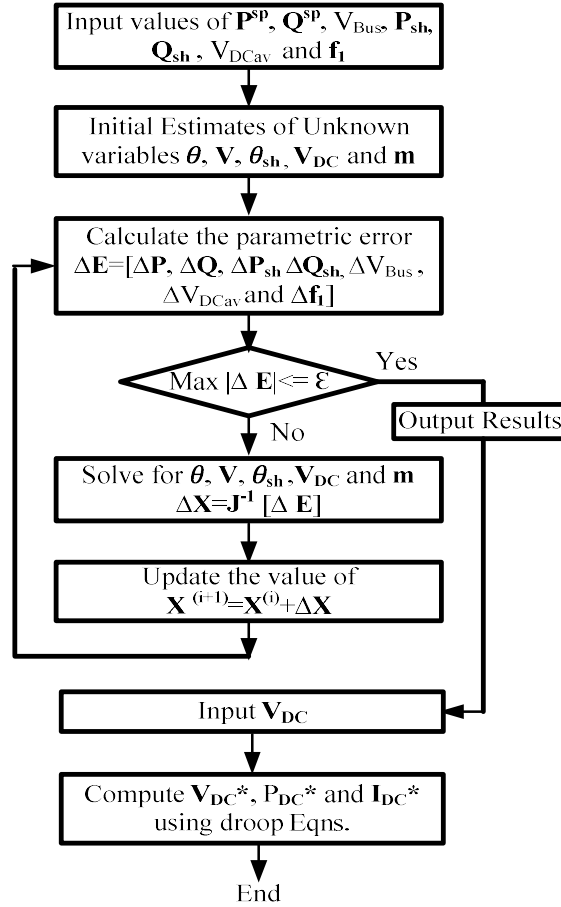 Input values of P^sp, Q^sp, V_Bus, P_sh,
Q_sh , V_DCav and f_1
Initial Estimates of Unknown
variables θ, V, θ_sh , V_DC and m
Calculate the parametric error
ΔE=[ΔP, ΔQ, ΔP_sh ΔQ_sh, ΔV_Bus ,
ΔV_DCav and Δf_1]
Max |Δ E|<= Ɛ
Yes
Output Results
No
Solve for θ, V, θ_sh ,V_DC and m
ΔX=J^-1 [Δ E]
Update the value of
X ^(i+1)=X^(i)+ΔX
Input V_DC
Compute V_DC*, P_DC* and I_DC*
using droop Eqns.
End